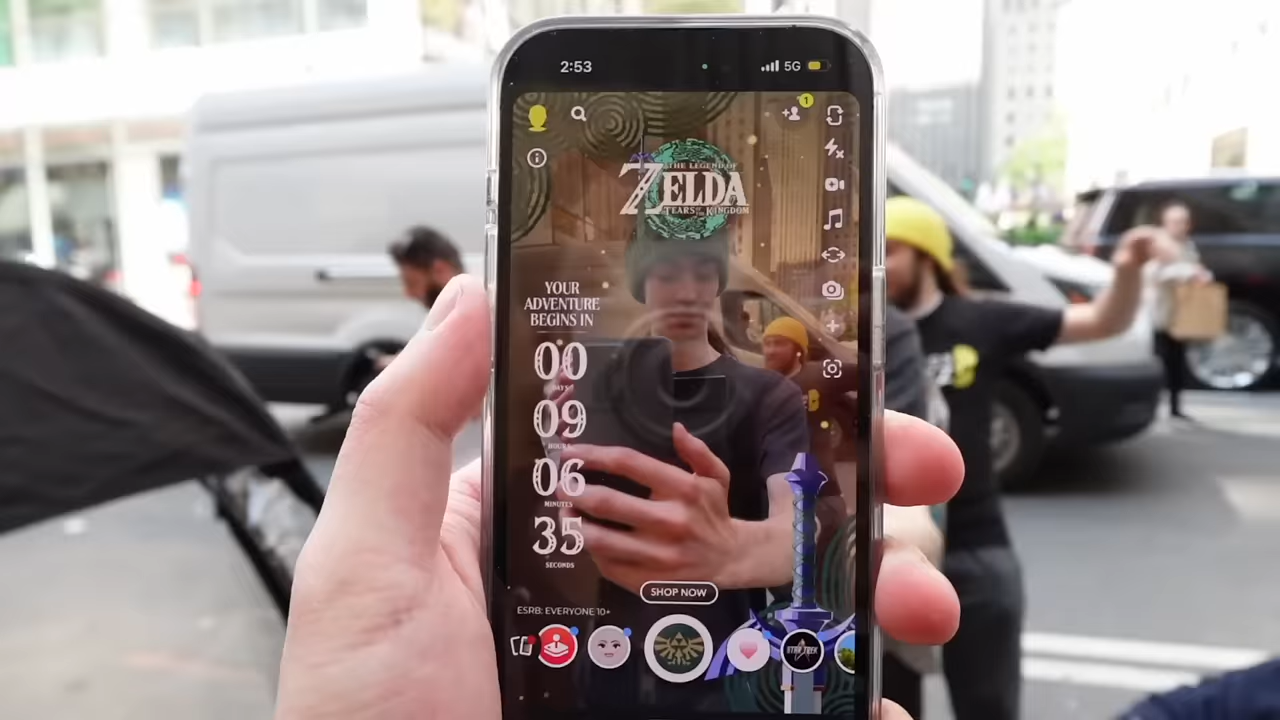 2:53
5G
1
THE LEGEND OF
ZELDA
TEARS OF THE KINGDOM
YOUR
ADVENTURE
BEGINS IN
00
DAYS
09
HOURS
06
MINUTES
35
SECONDS
SHOP NOW
ESRB: EVERYONE 10+
STAR TREK